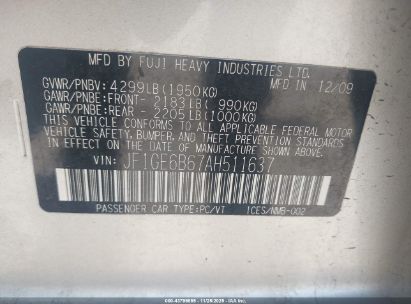 MFD BY FUJI HEAVY INDUSTRIES LTD.
MFD IN 12/09
GVWR/PNBV: 4299LB(1950KG)
GAWR/PNBE: FRONT- 2183LB( 990KG)
GAWR/PNBE: REAR - 2205LB(1000KG)
THIS VEHICLE CONFORMS TO ALL APPLICABLE FEDERAL MOTOR
VEHICLE SAFETY, BUMPER, AND THEFT PREVENTION
STANDARDS IN EFFECT ON THE DATE OF
MANUFACTURE SHOWN ABOVE.
VIN: JF1GE6B67AH511637
PASSENGER CAR TYPE:PC/VT ICES/NMB-002